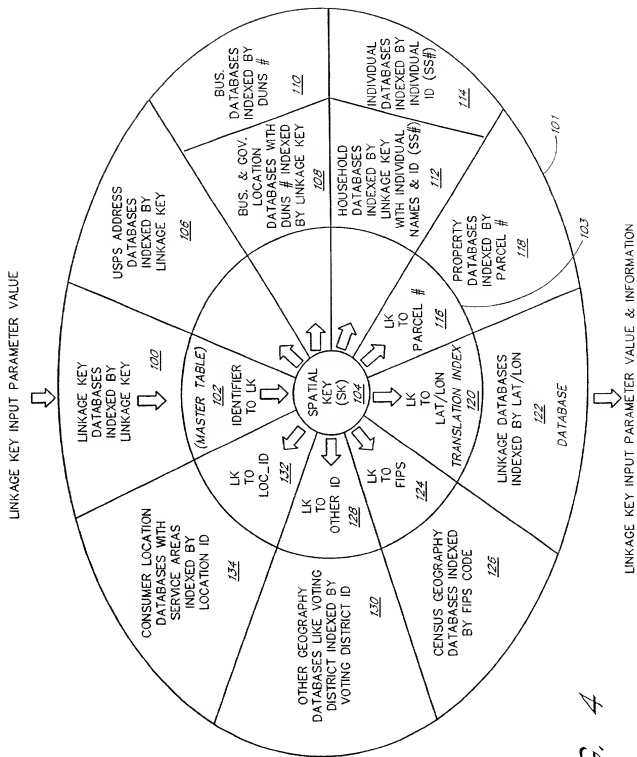 LINKAGE KEY INPUT PARAMETER VALUE
LINKAGE KEY
DATABASES
INDEXED BY
LINKAGE KEY
100
USPS ADDRESS
DATABASES
INDEXED BY
LINKAGE KEY
106
BUS.
DATABASES
INDEXED BY
DUNS #
110
BUS. & GOV.
LOCATION
DATABASES WITH
DUNS # INDEXED
BY LINKAGE KEY
108
HOUSEHOLD
DATABASES
INDEXED BY
LINKAGE KEY
WITH INDIVIDUAL
NAMES & ID (SS#)
112
INDIVIDUAL
DATABASES
INDEXED BY
INDIVIDUAL
ID (SS#)
114
PROPERTY
DATABASES
INDEXED BY
PARCEL #
118
101
103
(MASTER TABLE)
102
IDENTIFIER
TO LK
SPATIAL
KEY
(SK)
104
LK
TO
PARCEL #
116
LK
TO
LAT/LON
TRANSLATION INDEX
120
LINKAGE DATABASES
INDEXED BY LAT/LON
122
DATABASE
LK
TO
FIPS
124
CENSUS GEOGRAPHY
DATABASES INDEXED
BY FIPS CODE
126
LK
TO
OTHER ID
128
OTHER GEOGRAPHY
DATABASES LIKE VOTING
DISTRICT INDEXED BY
VOTING DISTRICT ID
130
LK
TO
LOC_ID
132
CONSUMER LOCATION
DATABASES WITH
SERVICE AREAS
INDEXED BY
LOCATION ID
134
LINKAGE KEY INPUT PARAMETER VALUE & INFORMATION
4